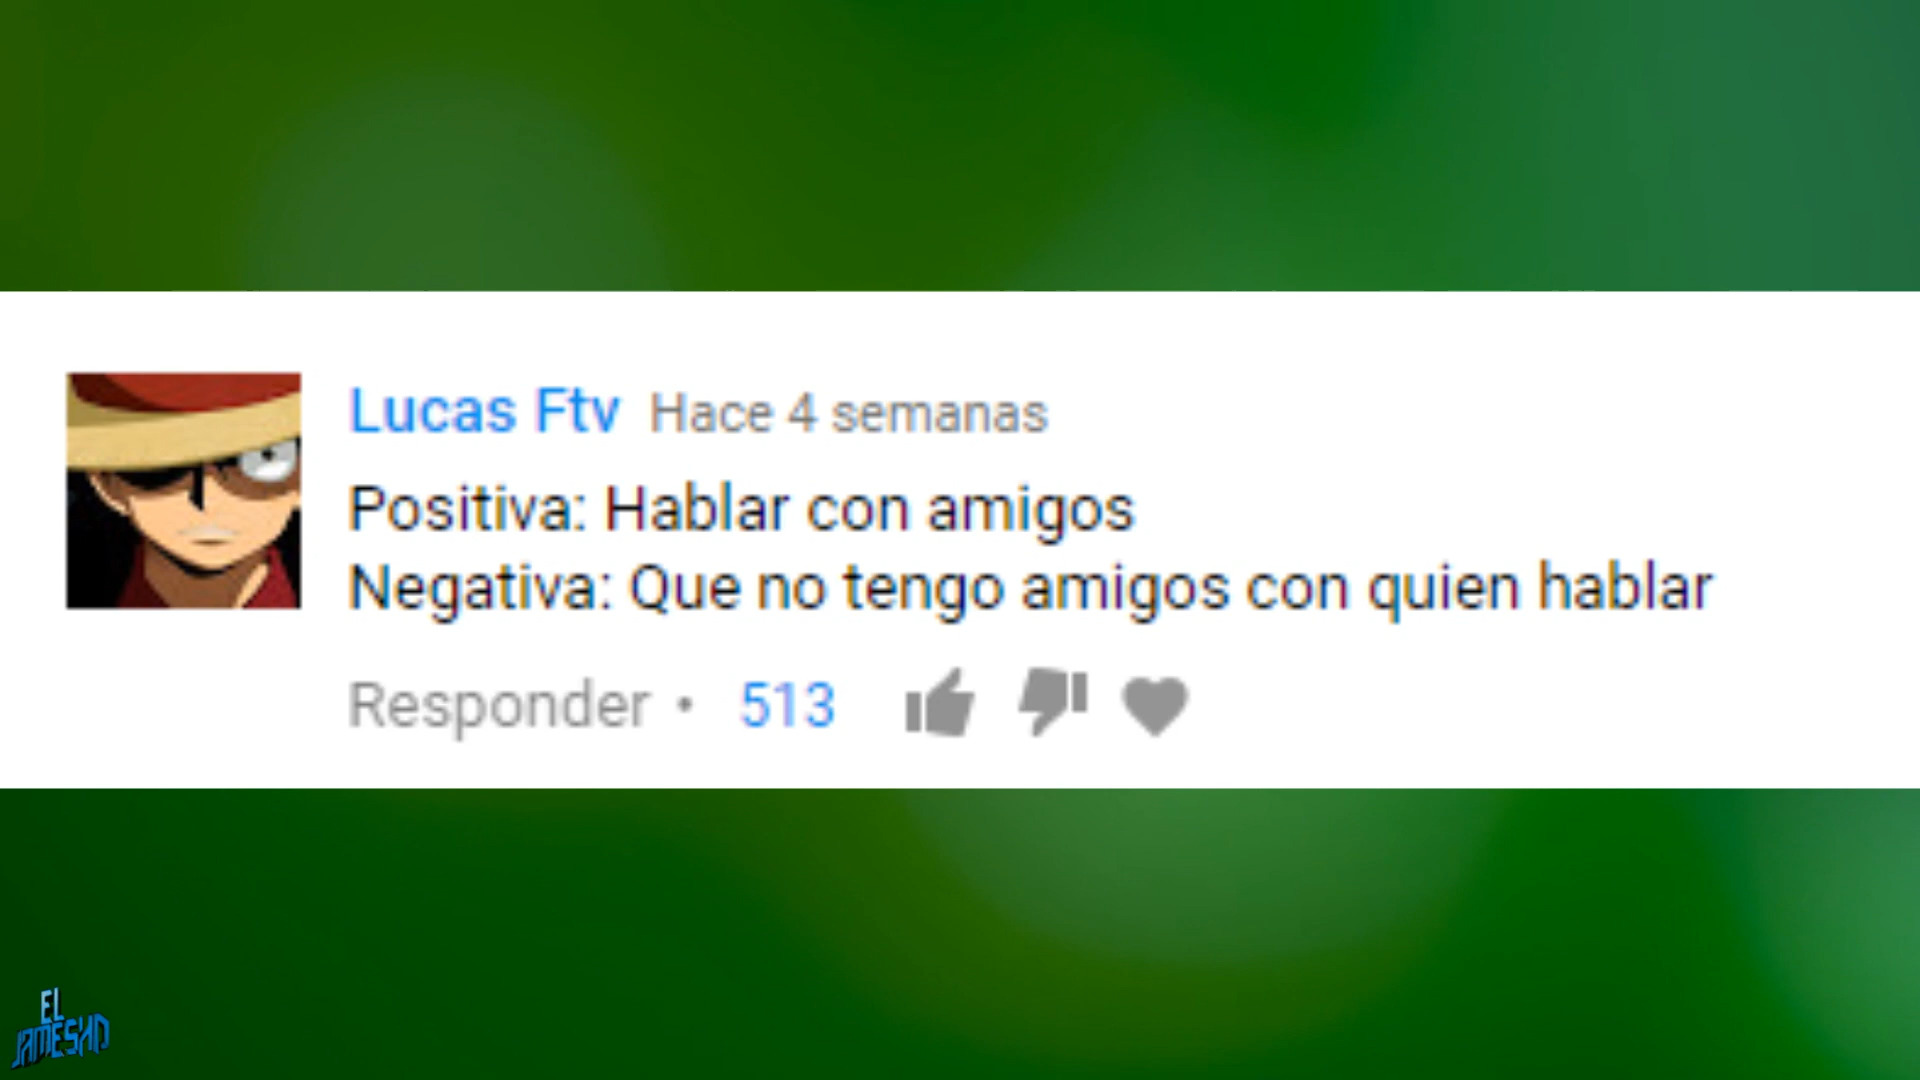 Lucas Ftv Hace 4 semanas
Positiva: Hablar con amigos
Negativa: Que no tengo amigos con quien hablar
Responder • 513
EL
JAMESHD